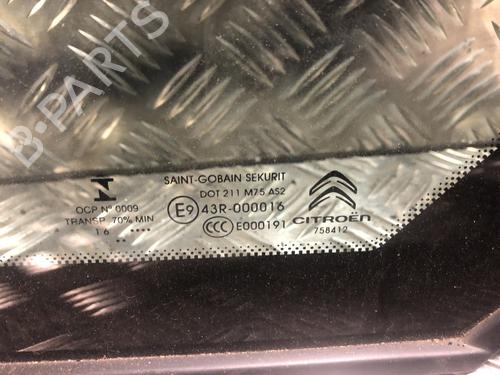 B-PARTS
OCP Nº 0009
TRANSP. 70% MIN
16
SAINT-GOBAIN SEKURIT
DOT 211 M75 AS2
E9 43R-000016
CCC E000191
CITROËN
758412